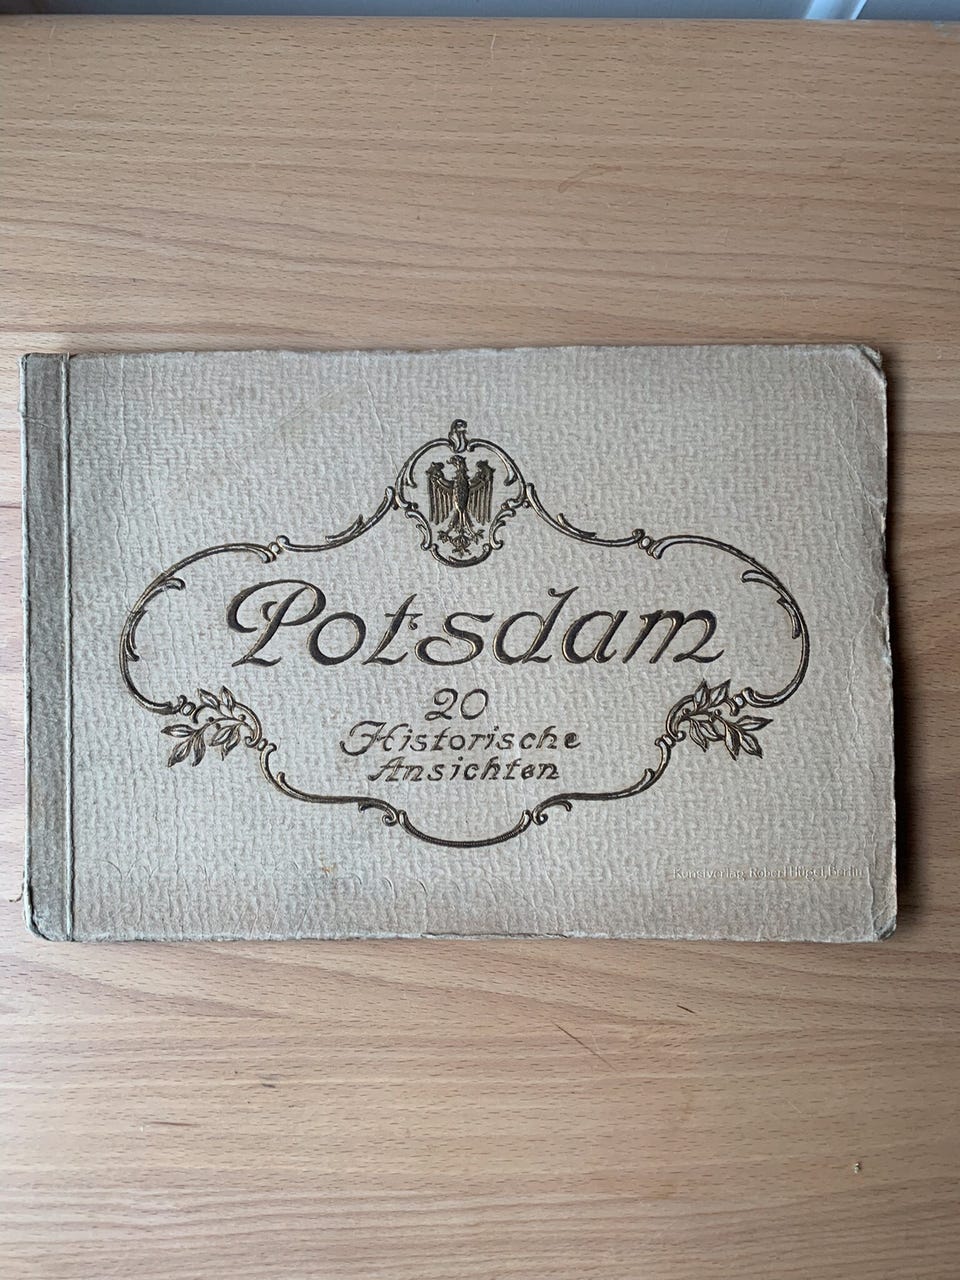 Potsdam
20
Historische
Ansichten
Kunstverlag Robert Hügel, Berlin